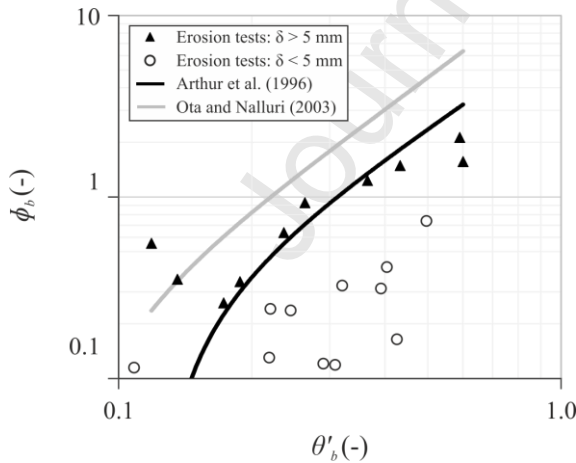 10
Erosion tests: δ > 5 mm
Erosion tests: δ < 5 mm
Arthur et al. (1996)
Ota and Nalluri (2003)
Journ
1
ϕb(-)
0.1
0.1
1.0
θ′b(-)